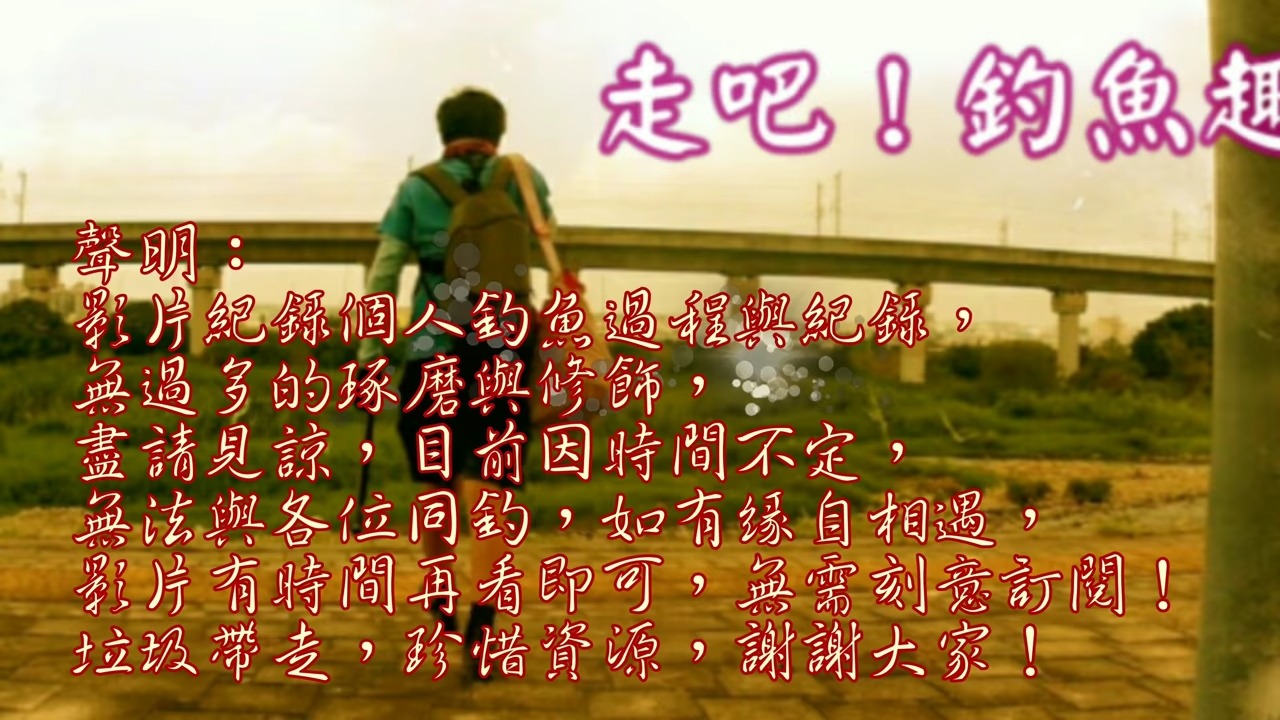 走吧！釣魚趣
聲明：
影片紀錄個人釣魚過程與紀錄，
無過多的琢磨與修飾，
盡請見諒，目前因時間不定，
無法與各位同釣，如有緣自相遇，
影片有時間再看即可，無需刻意訂閱！
垃圾帶走，珍惜資源，謝謝大家！